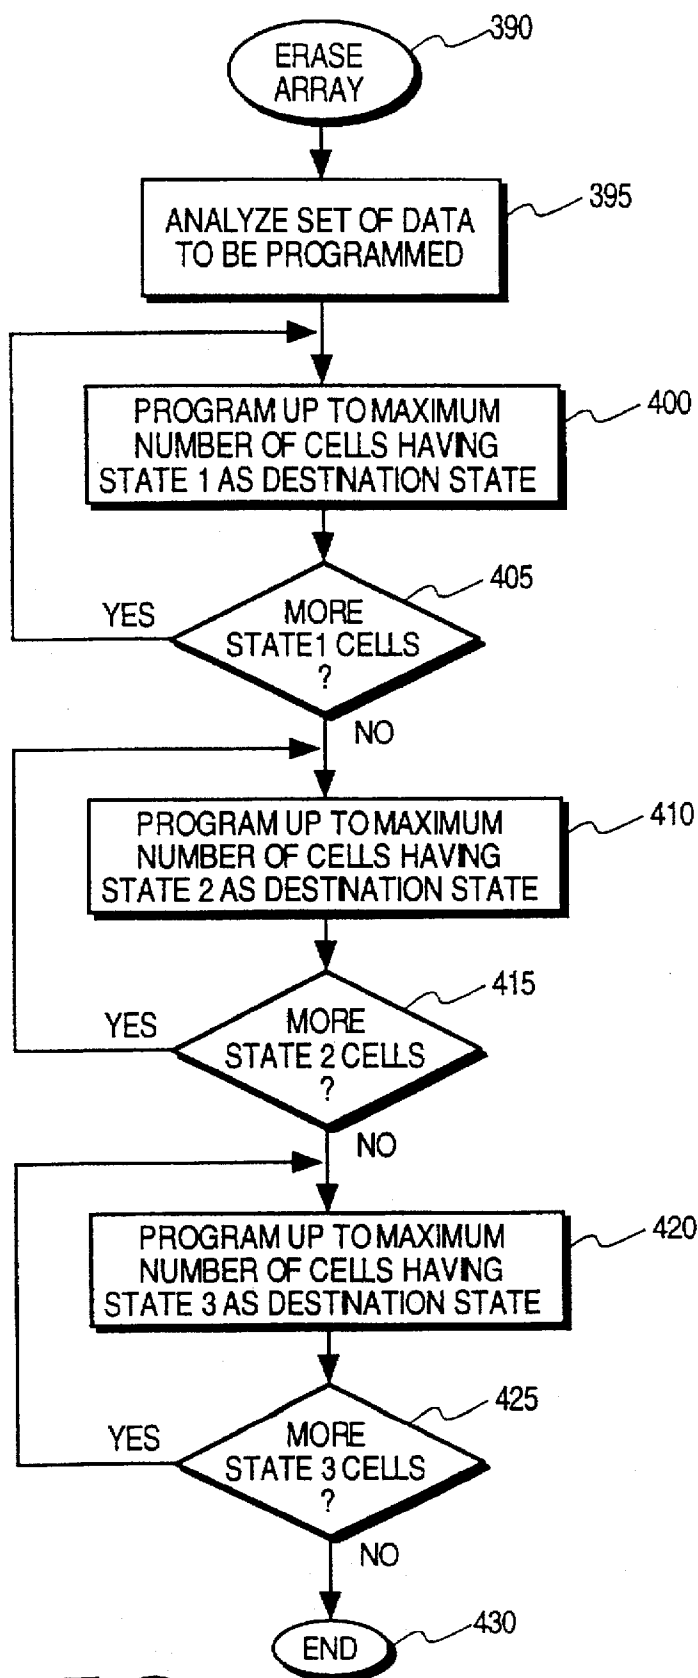 390
ERASE
ARRAY
395
ANALYZE SET OF DATA
TO BE PROGRAMMED
400
PROGRAM UP TO MAXIMUM
NUMBER OF CELLS HAVING
STATE 1 AS DESTINATION STATE
405
YES
MORE
STATE1 CELLS
?
NO
410
PROGRAM UP TO MAXIMUM
NUMBER OF CELLS HAVING
STATE 2 AS DESTINATION STATE
415
YES
MORE
STATE 2 CELLS
?
NO
420
PROGRAM UP TO MAXIMUM
NUMBER OF CELLS HAVING
STATE 3 AS DESTINATION STATE
425
YES
MORE
STATE 3 CELLS
?
NO
430
END